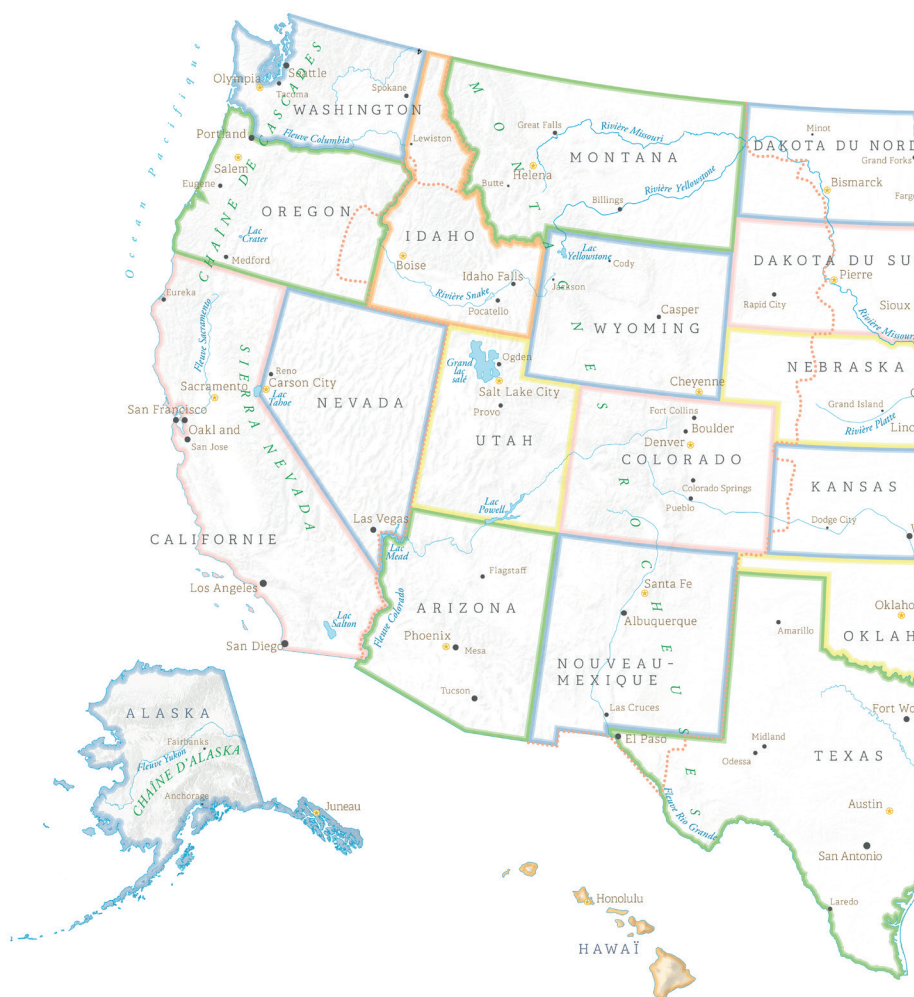 Océan Pacifique
CHAÎNE DE CASCADES
Olympia
Seattle
Tacoma
Spokane
WASHINGTON
Portland
Fleuve Columbia
Lewiston
Salem
Eugene
OREGON
Lac
Crater
Medford
MONTAGNES ROCHEUSES
Great Falls
Rivière Missouri
MONTANA
Helena
Butte
Rivière Yellowstone
Billings
Minot
DAKOTA DU NORD
Grand Forks
Bismarck
Farg
IDAHO
Boise
Idaho Falls
Rivière Snake
Pocatello
Lac
Yellowstone
Cody
Jackson
Casper
WYOMING
Cheyenne
DAKOTA DU SU
Pierre
Rapid City
Sioux
Rivière Missouri
Eureka
Fleuve Sacramento
SIERRA NEVADA
Reno
Sacramento
Carson City
Lac
Tahoe
NEVADA
San Francisco
Oakl and
San Jose
Grand
lac
salé
Ogden
Salt Lake City
Provo
UTAH
NEBRASKA
Grand Island
Rivière Platte
Linc
Fort Collins
Boulder
Denver
COLORADO
Colorado Springs
Pueblo
KANSAS
Dodge City
Lac
Powell
Las Vegas
Lac
Mead
CALIFORNIE
Los Angeles
Lac
Salton
San Diego
Fleuve Colorado
Flagstaff
ARIZONA
Phoenix
Mesa
Tucson
Santa Fe
Albuquerque
NOUVEAU-
MEXIQUE
Las Cruces
El Paso
Amarillo
Oklaho
OKLAH
Fort Wo
Midland
Odessa
TEXAS
Fleuve Rio Grande
Austin
San Antonio
Laredo
ALASKA
Fairbanks
Fleuve Yukon
CHAÎNE D'ALASKA
Anchorage
Juneau
Honolulu
HAWAÏ